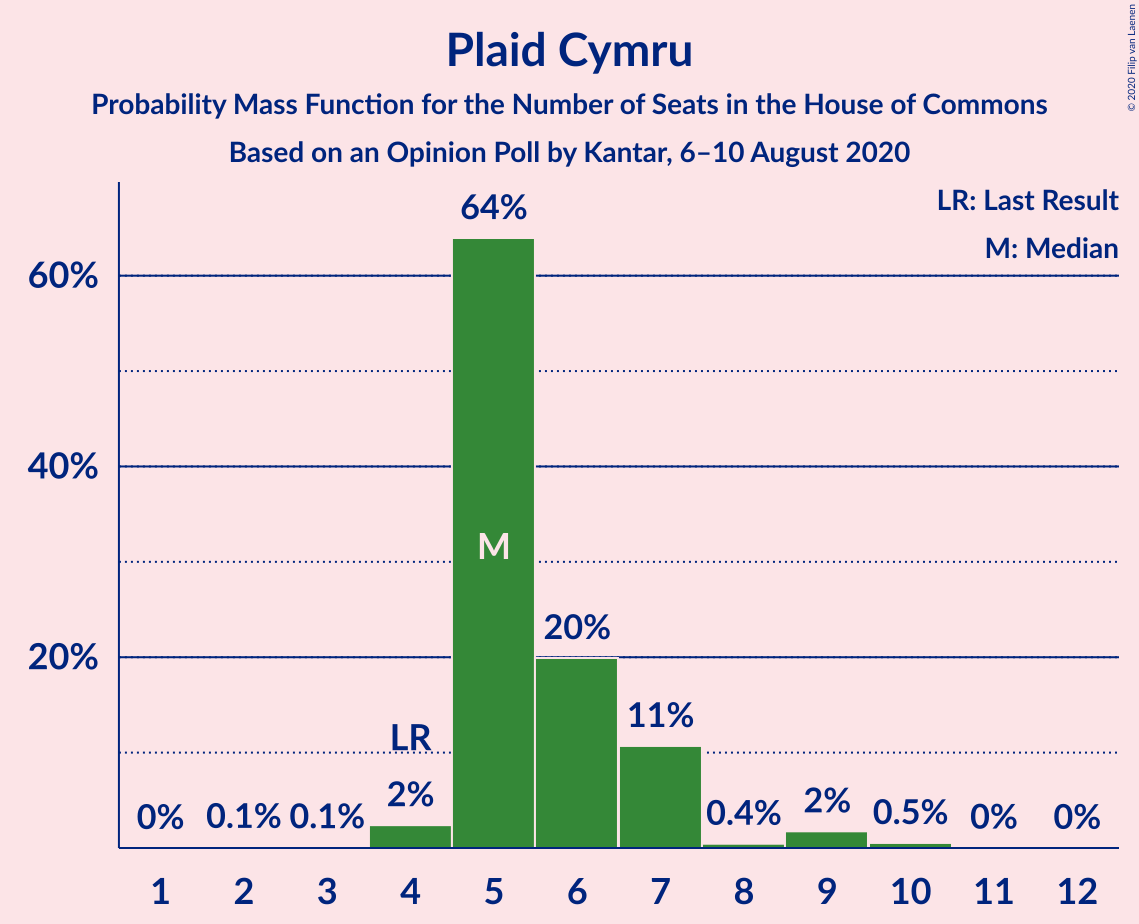 Plaid Cymru
Probability Mass Function for the Number of Seats in the House of Commons
Based on an Opinion Poll by Kantar, 6–10 August 2020
© 2020 Filip van Laenen
LR: Last Result
M: Median
64%
60%
40%
M
20%
20%
11%
LR
2%
0% 0.1% 0.1% 0.4% 2% 0.5% 0% 0%
1 2 3 4 5 6 7 8 9 10 11 12